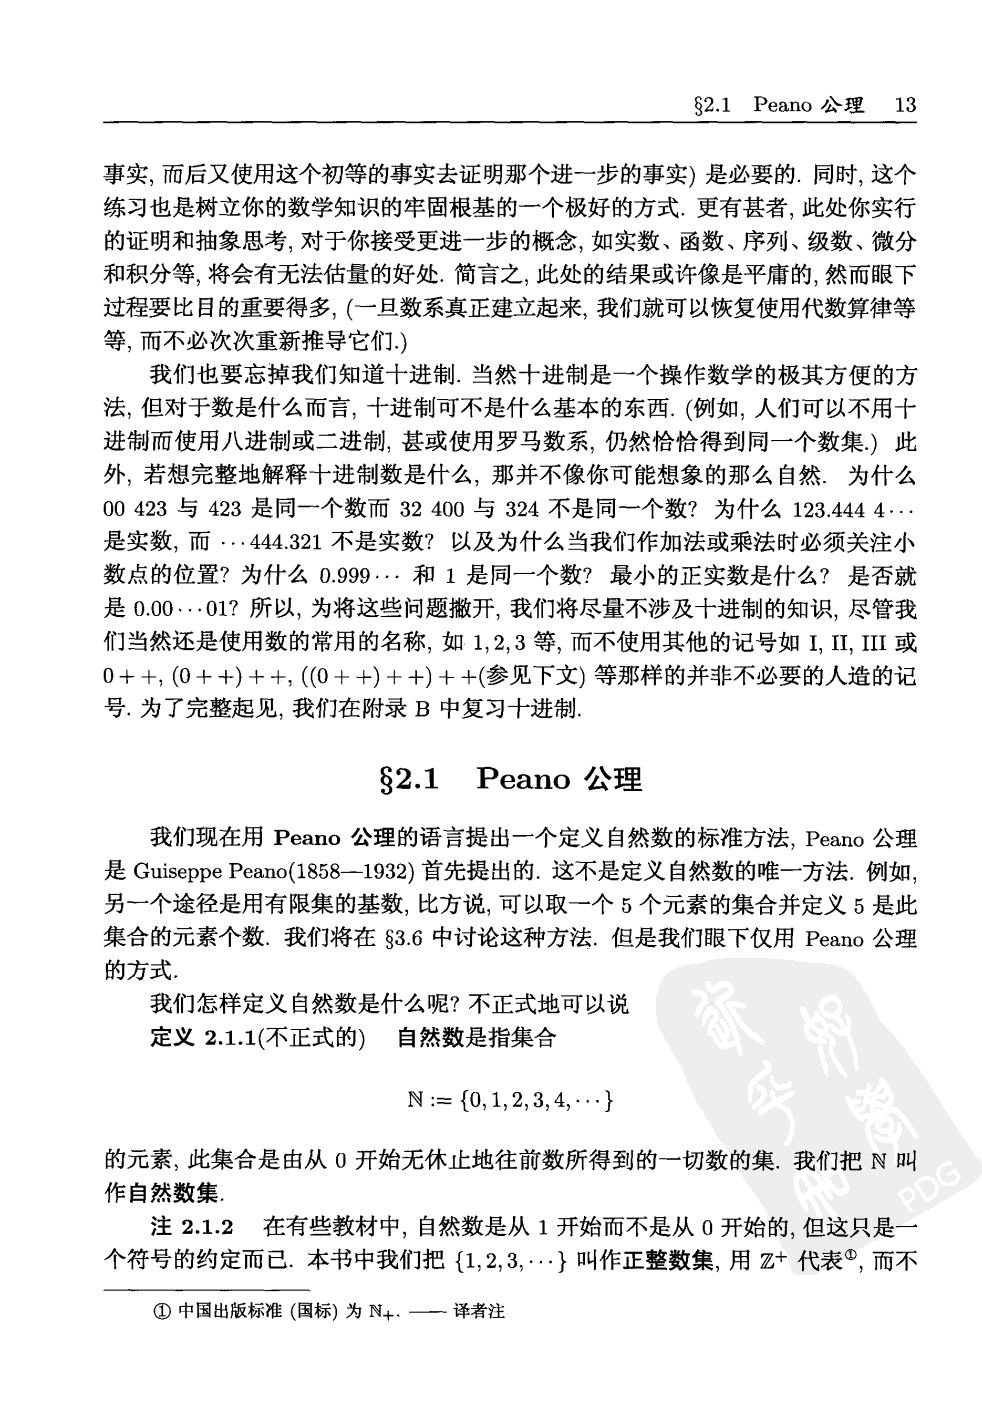 §2.1 Peano 公理 13
事实, 而后又使用这个初等的事实去证明那个进一步的事实) 是必要的. 同时, 这个
练习也是树立你的数学知识的牢固根基的一个极好的方式. 更有甚者, 此处你实行
的证明和抽象思考, 对于你接受更进一步的概念, 如实数、函数、序列、级数、微分
和积分等, 将会有无法估量的好处. 简言之, 此处的结果或许像是平庸的, 然而眼下
过程要比目的重要得多, (一旦数系真正建立起来, 我们就可以恢复使用代数算律等
等, 而不必次次重新推导它们.)
我们也要忘掉我们知道十进制. 当然十进制是一个操作数学的极其方便的方
法, 但对于数是什么而言, 十进制可不是什么基本的东西. (例如, 人们可以不用十
进制而使用八进制或二进制, 甚或使用罗马数系, 仍然恰恰得到同一个数集.) 此
外, 若想完整地解释十进制数是什么, 那并不像你可能想象的那么自然. 为什么
00 423 与 423 是同一个数而 32 400 与 324 不是同一个数? 为什么 123.444 4···
是实数, 而 ···444.321 不是实数? 以及为什么当我们作加法或乘法时必须关注小
数点的位置? 为什么 0.999··· 和 1 是同一个数? 最小的正实数是什么? 是否就
是 0.00···01? 所以, 为将这些问题撇开, 我们将尽量不涉及十进制的知识, 尽管我
们当然还是使用数的常用的名称, 如 1,2,3 等, 而不使用其他的记号如 I, II, III 或
0++, (0++)++, ((0++)++)++(参见下文) 等那样的并非不必要的人造的记
号. 为了完整起见, 我们在附录 B 中复习十进制.
§2.1 Peano 公理
我们现在用 Peano 公理的语言提出一个定义自然数的标准方法, Peano 公理
是 Guiseppe Peano(1858—1932) 首先提出的. 这不是定义自然数的唯一方法. 例如,
另一个途径是用有限集的基数, 比方说, 可以取一个 5 个元素的集合并定义 5 是此
集合的元素个数. 我们将在 §3.6 中讨论这种方法. 但是我们眼下仅用 Peano 公理
的方式.
我们怎样定义自然数是什么呢? 不正式地可以说
定义 2.1.1(不正式的) 自然数是指集合
ℕ := {0,1,2,3,4,···}
的元素, 此集合是由从 0 开始无休止地往前数所得到的一切数的集. 我们把 ℕ 叫
作自然数集.
注 2.1.2 在有些教材中, 自然数是从 1 开始而不是从 0 开始的, 但这只是一
个符号的约定而已. 本书中我们把 {1,2,3,···} 叫作正整数集, 用 ℤ⁺ 代表①, 而不
① 中国出版标准 (国标) 为 ℕ₊. —— 译者注
PDG